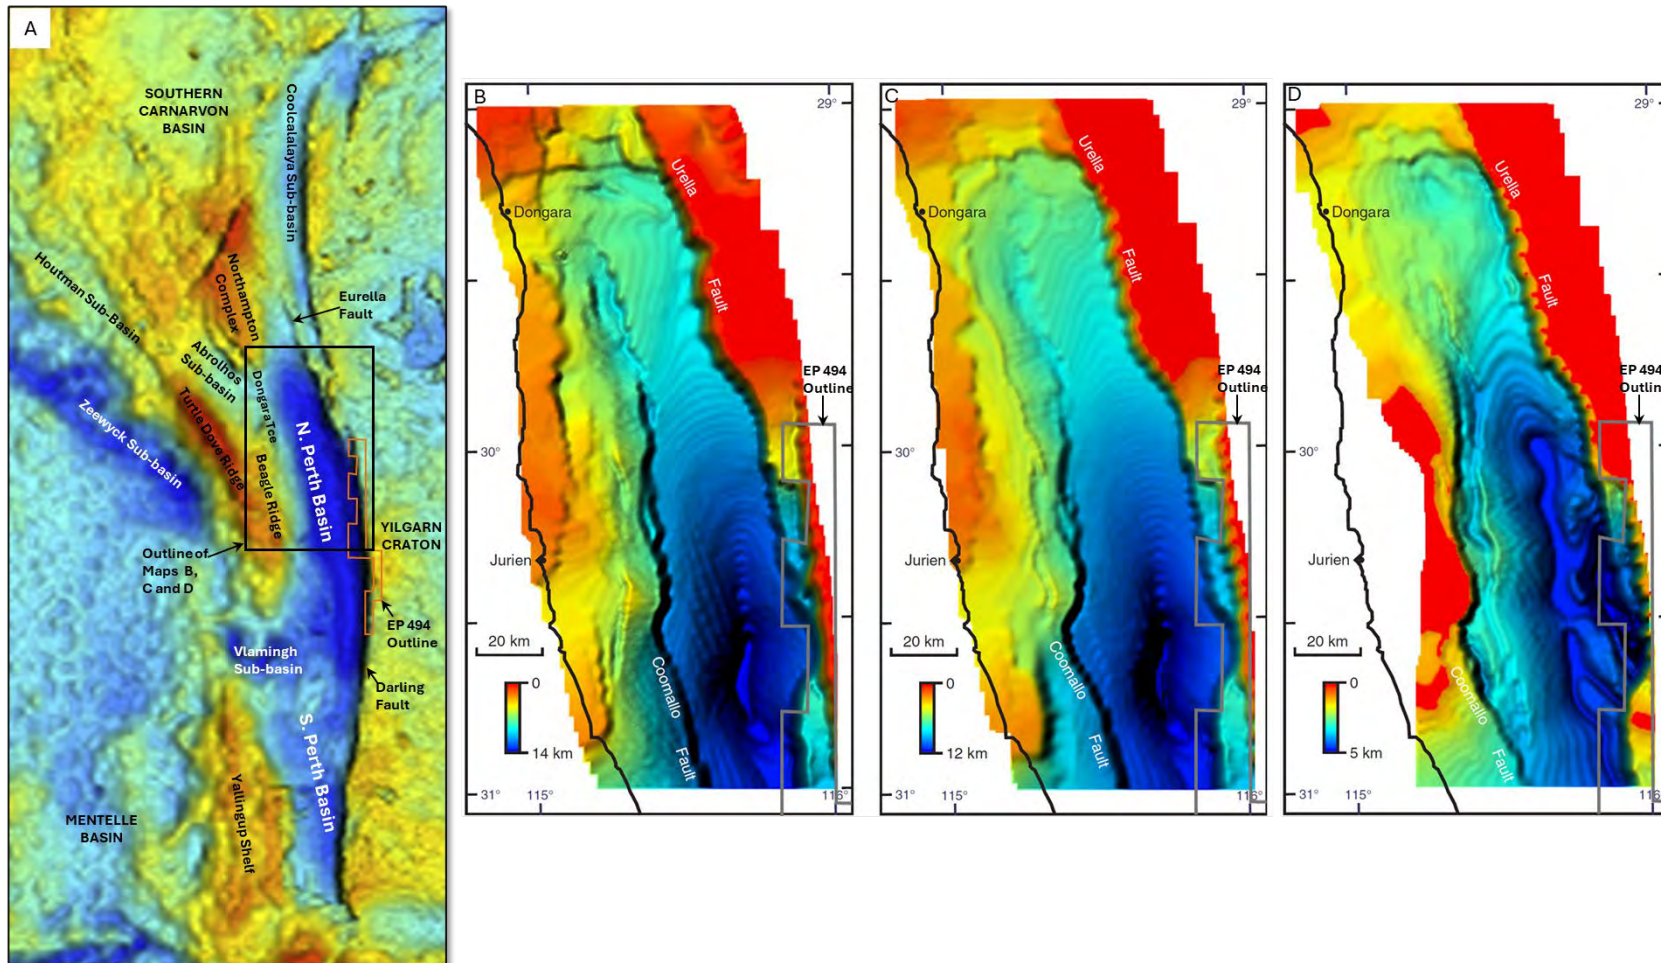 A
SOUTHERN
CARNARVON
BASIN
Coolcalalaya Sub-basin
Houtman Sub-Basin
Northampton
Complex
Eurella
Fault
Abrolhos
Sub-basin
Zeewyck Sub-basin
Turtle Dave Ridge
DongaraTce
Beagle Ridge
N. Perth Basin
YILGARN
CRATON
Outline of
Maps B,
C and D
EP 494
Outline
Vlamingh
Sub-basin
Darling
Fault
S. Perth Basin
Yallingup Shelf
MENTELLE
BASIN
B
29°
Urella
Dongara
Fault
EP 494
Outline
30°
Jurien
20 km
Coomallo
0
14 km
Fault
31°
115°
116°
C
29°
Urella
Dongara
Fault
EP 494
Outline
30°
Jurien
20 km
Coomallo
0
12 km
Fault
31°
115°
116°
D
29°
Urella
Dongara
Fault
EP 494
Outline
30°
Jurien
20 km
Coomallo
0
5 km
Fault
31°
115°
116